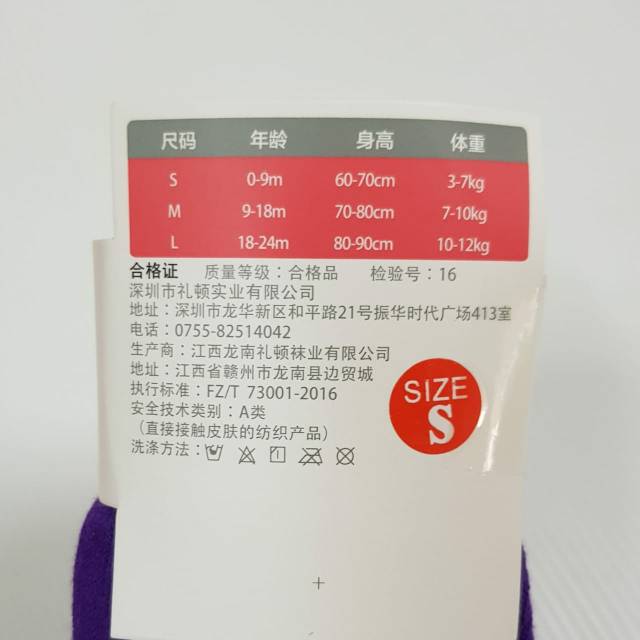 尺码 年龄 身高 体重
S 0-9m 60-70cm 3-7kg
M 9-18m 70-80cm 7-10kg
L 18-24m 80-90cm 10-12kg
合格证 质量等级：合格品 检验号：16
深圳市礼顿实业有限公司
地址：深圳市龙华新区和平路21号振华时代广场413室
电话：0755-82514042
生产商：江西龙南礼顿袜业有限公司
地址：江西省赣州市龙南县边贸城
执行标准：FZ/T 73001-2016
安全技术类别：A类
（直接接触皮肤的纺织产品）
洗涤方法：
SIZE
S